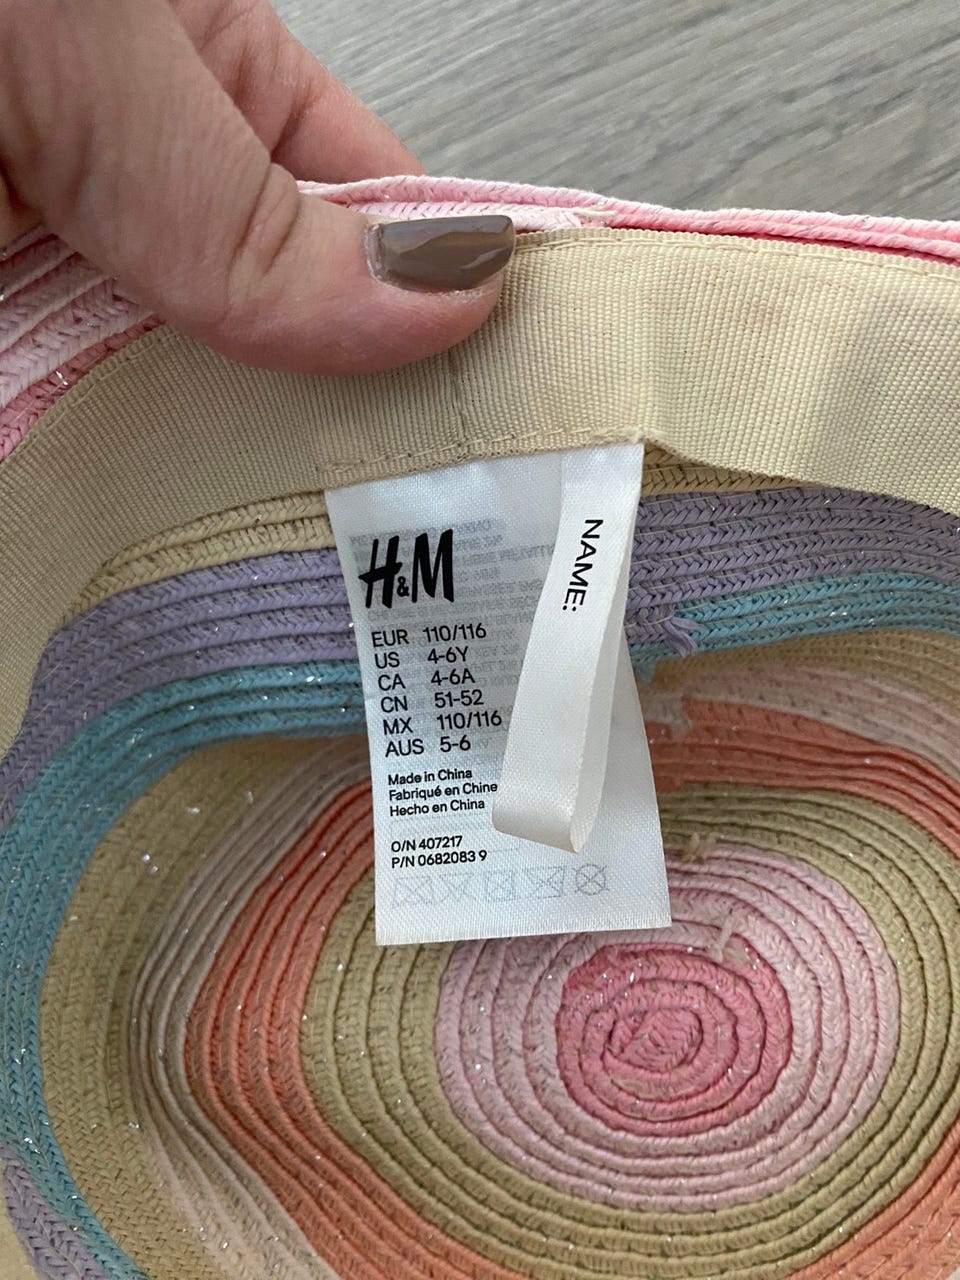 H&M
NAME:
EUR 110/116
US 4-6Y
CA 4-6A
CN 51-52
MX 110/116
AUS 5-6
Made in China
Fabriqué en Chine
Hecho en China
O/N 407217
P/N 0682083 9